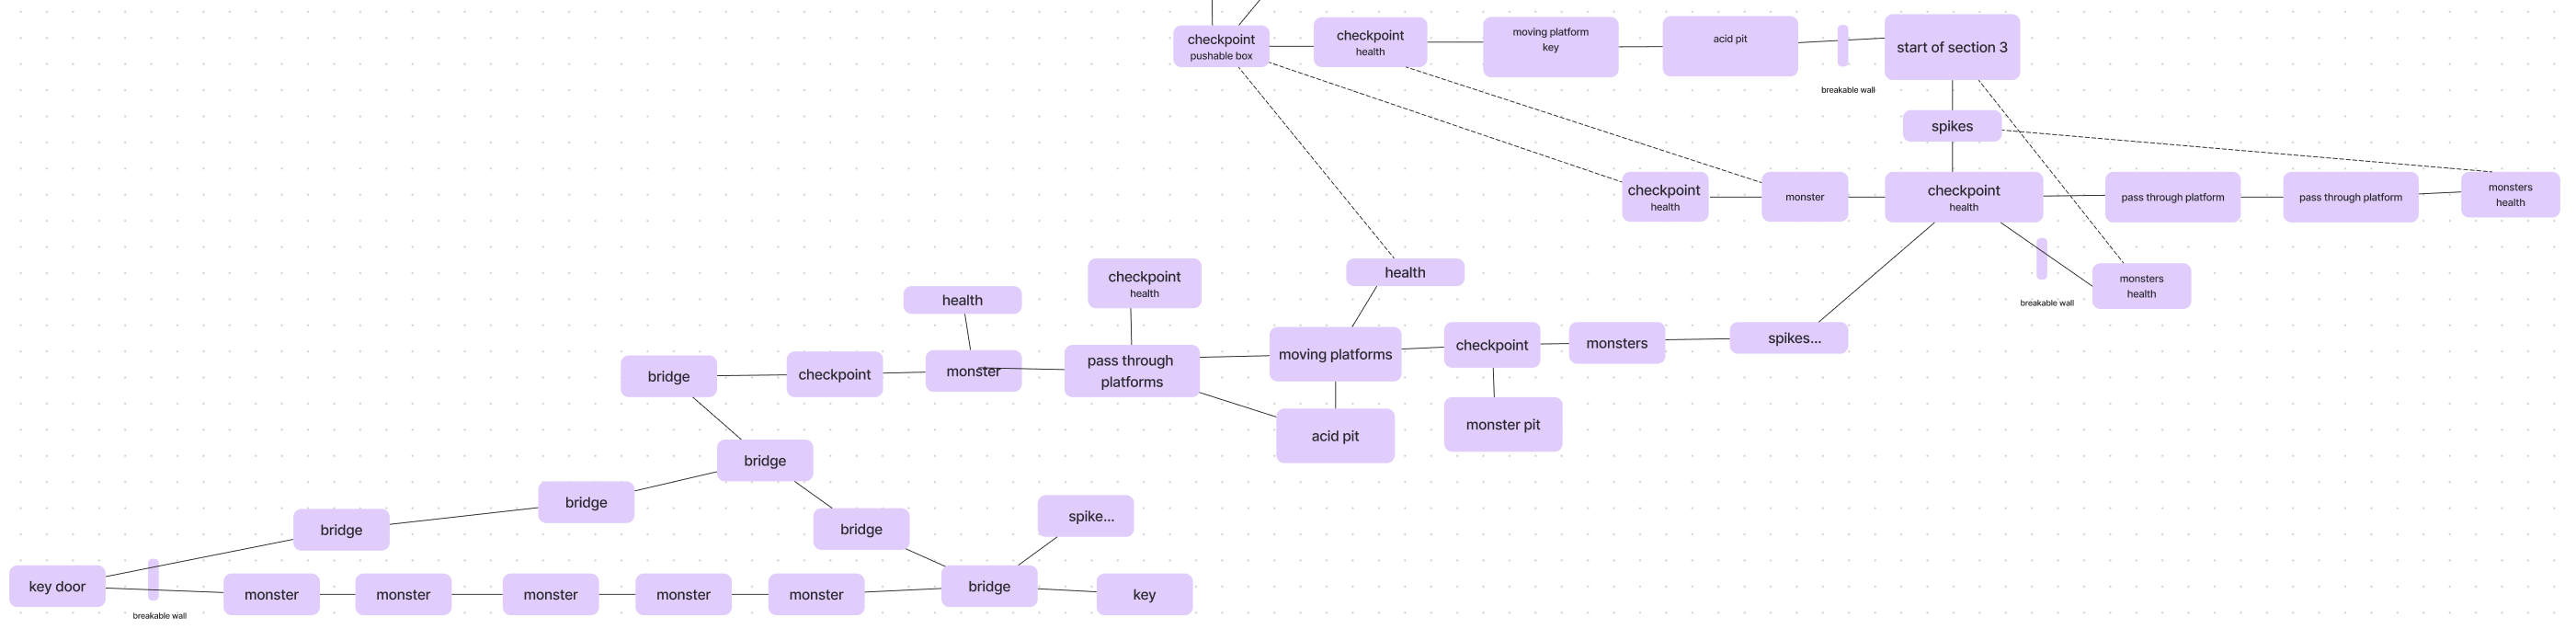 checkpoint
pushable box
checkpoint
health
moving platform
key
acid pit
breakable wall
start of section 3
spikes
checkpoint
health
monster
checkpoint
health
pass through platform
pass through platform
monsters
health
breakable wall
monsters
health
health
checkpoint
health
health
bridge
checkpoint
monster
pass through
platforms
moving platforms
checkpoint
monsters
spikes...
acid pit
monster pit
bridge
bridge
bridge
bridge
spike...
key door
breakable wall
monster
monster
monster
monster
monster
bridge
key